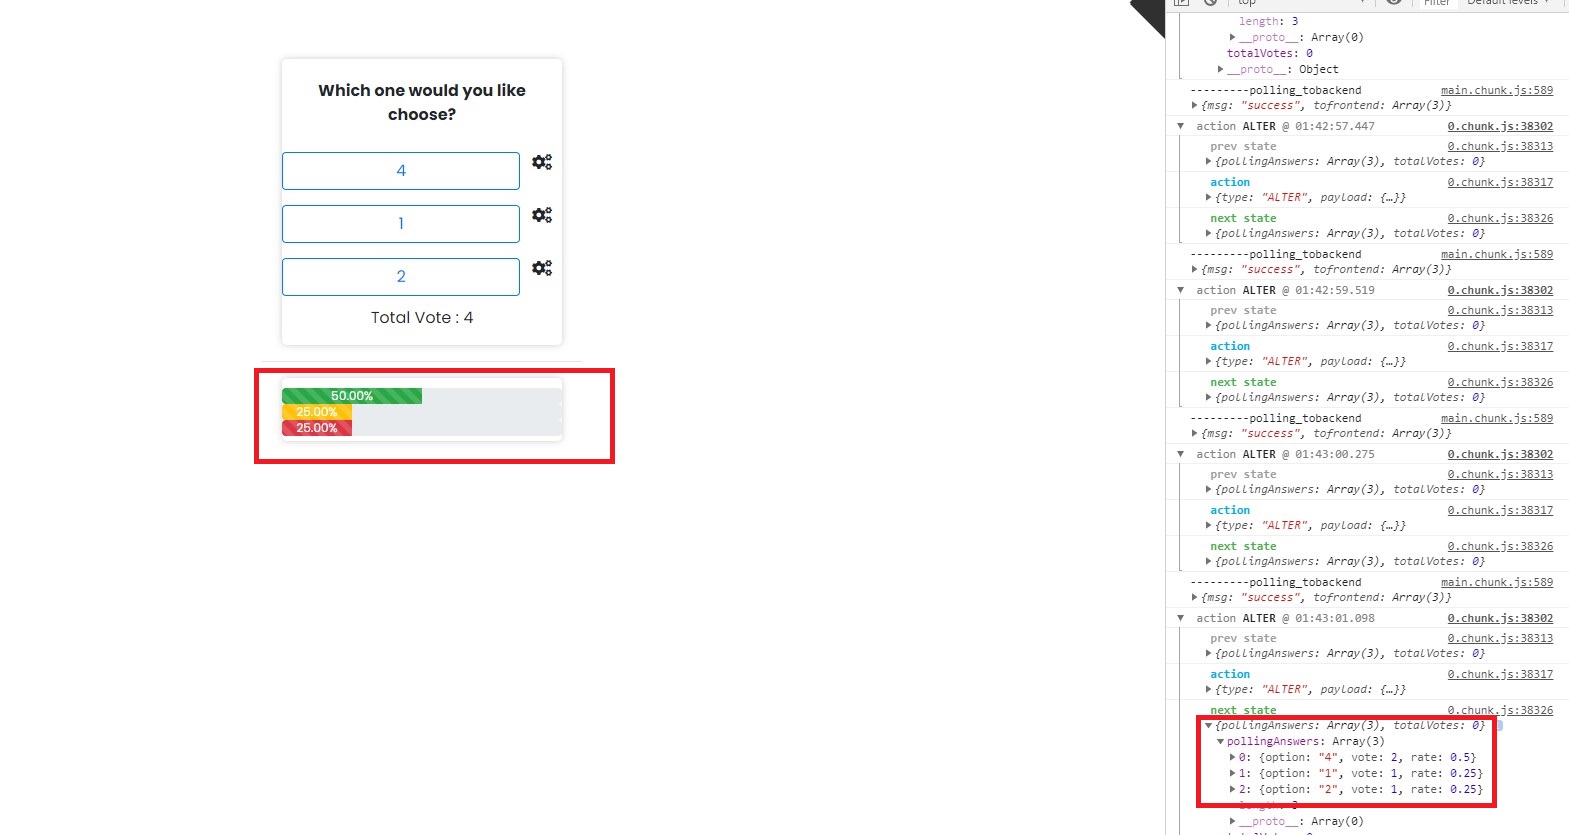 Which one would you like
choose?
4
1
2
Total Vote : 4
50.00%
25.00%
25.00%
top Filter Default levels
length: 3
__proto__: Array(0)
totalVotes: 0
__proto__: Object
---------polling_tobackend main.chunk.js:589
{msg: "success", tofrontend: Array(3)}
action ALTER @ 01:42:57.447 0.chunk.js:38302
prev state 0.chunk.js:38313
{pollingAnswers: Array(3), totalVotes: 0}
action 0.chunk.js:38317
{type: "ALTER", payload: {…}}
next state 0.chunk.js:38326
{pollingAnswers: Array(3), totalVotes: 0}
---------polling_tobackend main.chunk.js:589
{msg: "success", tofrontend: Array(3)}
action ALTER @ 01:42:59.519 0.chunk.js:38302
prev state 0.chunk.js:38313
{pollingAnswers: Array(3), totalVotes: 0}
action 0.chunk.js:38317
{type: "ALTER", payload: {…}}
next state 0.chunk.js:38326
{pollingAnswers: Array(3), totalVotes: 0}
---------polling_tobackend main.chunk.js:589
{msg: "success", tofrontend: Array(3)}
action ALTER @ 01:43:00.275 0.chunk.js:38302
prev state 0.chunk.js:38313
{pollingAnswers: Array(3), totalVotes: 0}
action 0.chunk.js:38317
{type: "ALTER", payload: {…}}
next state 0.chunk.js:38326
{pollingAnswers: Array(3), totalVotes: 0}
---------polling_tobackend main.chunk.js:589
{msg: "success", tofrontend: Array(3)}
action ALTER @ 01:43:01.098 0.chunk.js:38302
prev state 0.chunk.js:38313
{pollingAnswers: Array(3), totalVotes: 0}
action 0.chunk.js:38317
{type: "ALTER", payload: {…}}
next state 0.chunk.js:38326
{pollingAnswers: Array(3), totalVotes: 0}
pollingAnswers: Array(3)
0: {option: "4", vote: 2, rate: 0.5}
1: {option: "1", vote: 1, rate: 0.25}
2: {option: "2", vote: 1, rate: 0.25}
__proto__: Array(0)